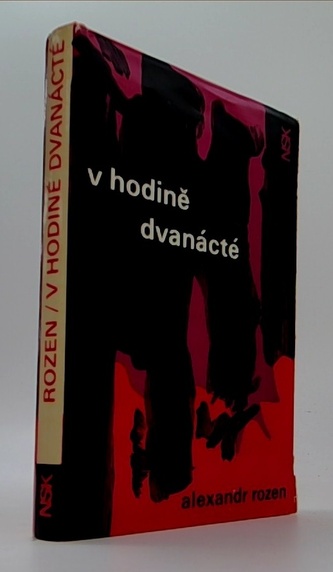 ROZEN / V HODINĚ DVANÁCTÉ
NSK
v hodině
dvanácté
alexandr rozen
NSK